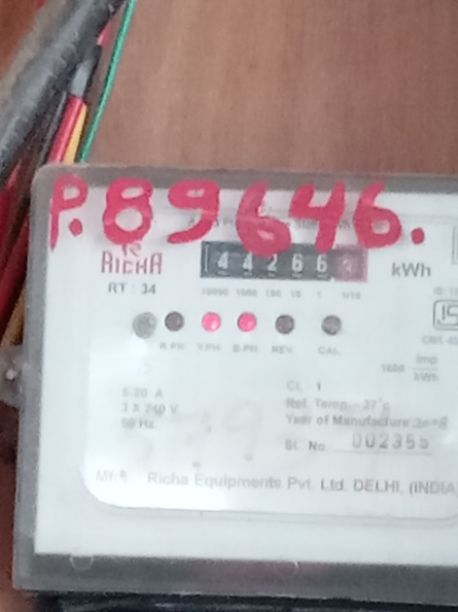 P.89646.
RICHA
44266
kWh
RT : 34
10000 1000 100 10 1 1/10
R.PH Y.PH B.PH REV. CAL.
1600 imp kWh
5-20 A
3 X 240 V
50 Hz.
CL 1
Ref. Temp - 27°c
Year of Manufacture
Sl. No. 002355
Richa Equipments Pvt. Ltd. DELHI, (INDIA